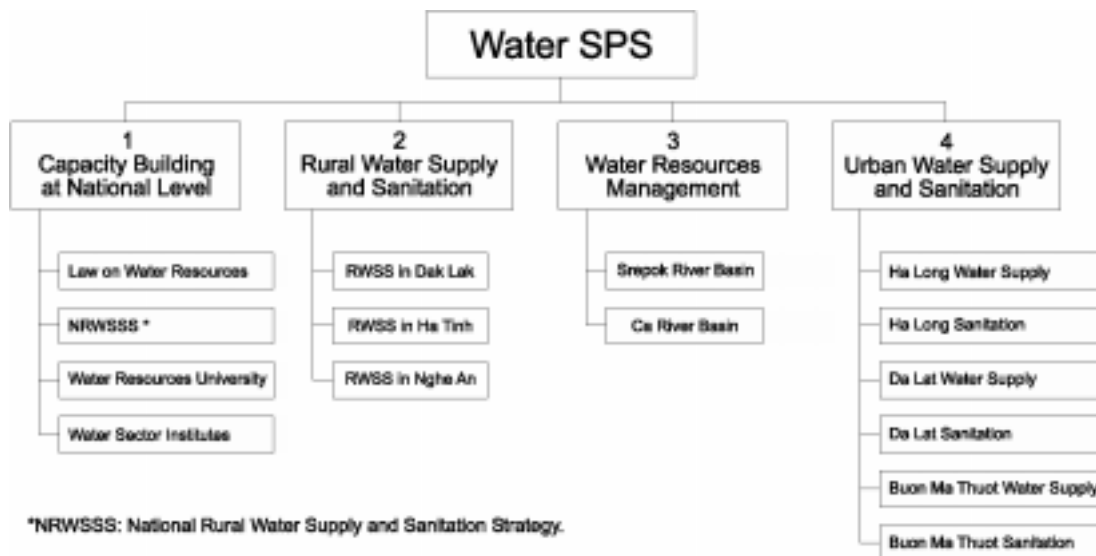 Water SPS
1
Capacity Building
at National Level
2
Rural Water Supply
and Sanitation
3
Water Resources
Management
4
Urban Water Supply
and Sanitation
Law on Water Resources
NRWSSS *
Water Resources University
Water Sector Institutes
RWSS in Dak Lak
RWSS in Ha Tinh
RWSS in Nghe An
Srepok River Basin
Ca River Basin
Ha Long Water Supply
Ha Long Sanitation
Da Lat Water Supply
Da Lat Sanitation
Buon Ma Thuot Water Supply
Buon Ma Thuot Sanitation
*NRWSSS: National Rural Water Supply and Sanitation Strategy.